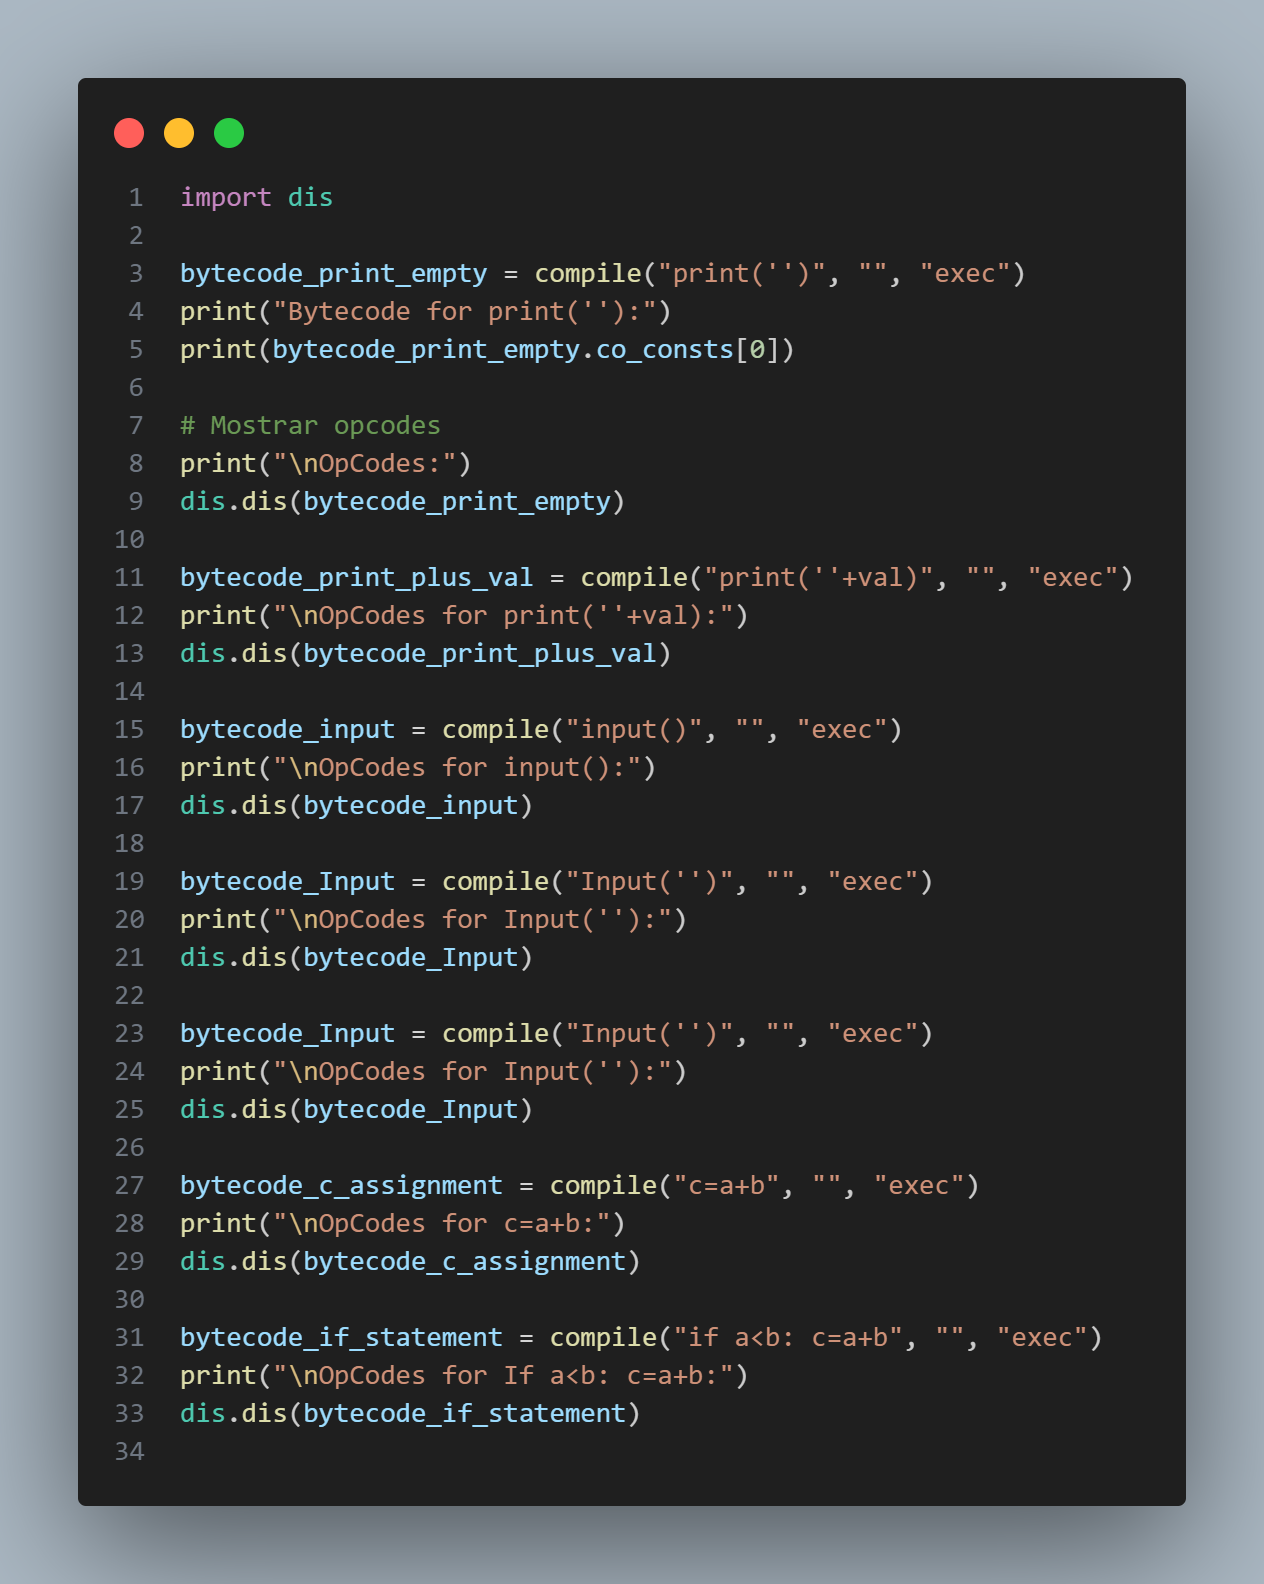 1 import dis
2
3 bytecode_print_empty = compile("print('')", "", "exec")
4 print("Bytecode for print(''):")
5 print(bytecode_print_empty.co_consts[0])
6
7 # Mostrar opcodes
8 print("\nOpCodes:")
9 dis.dis(bytecode_print_empty)
10
11 bytecode_print_plus_val = compile("print(''+val)", "", "exec")
12 print("\nOpCodes for print(''+val):")
13 dis.dis(bytecode_print_plus_val)
14
15 bytecode_input = compile("input()", "", "exec")
16 print("\nOpCodes for input():")
17 dis.dis(bytecode_input)
18
19 bytecode_Input = compile("Input('')", "", "exec")
20 print("\nOpCodes for Input(''):")
21 dis.dis(bytecode_Input)
22
23 bytecode_Input = compile("Input('')", "", "exec")
24 print("\nOpCodes for Input(''):")
25 dis.dis(bytecode_Input)
26
27 bytecode_c_assignment = compile("c=a+b", "", "exec")
28 print("\nOpCodes for c=a+b:")
29 dis.dis(bytecode_c_assignment)
30
31 bytecode_if_statement = compile("if a<b: c=a+b", "", "exec")
32 print("\nOpCodes for If a<b: c=a+b:")
33 dis.dis(bytecode_if_statement)
34